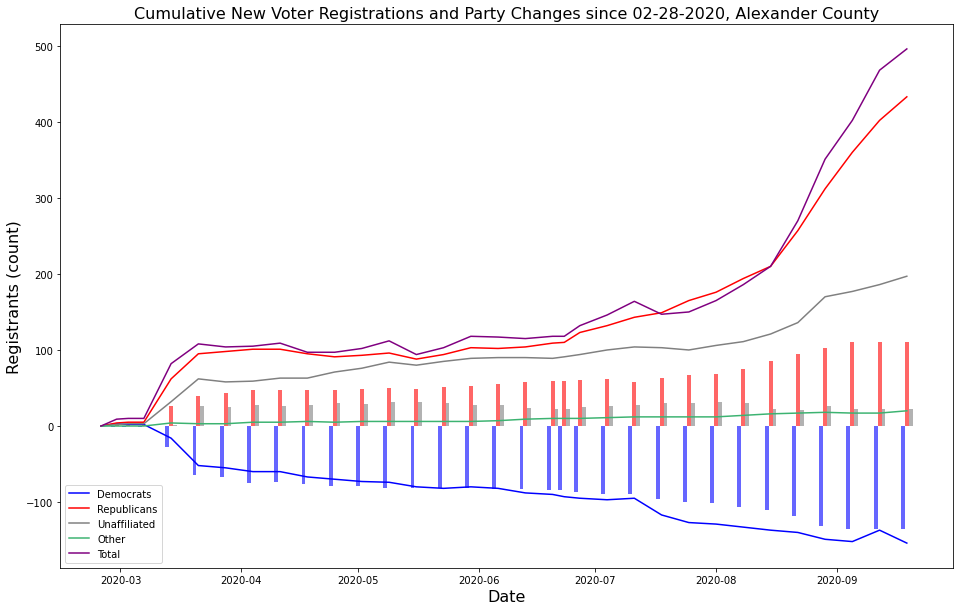 Cumulative New Voter Registrations and Party Changes since 02-28-2020, Alexander County
Registrants (count)
500
400
300
200
100
0
−100
Democrats
Republicans
Unaffiliated
Other
Total
2020-03
2020-04
2020-05
2020-06
2020-07
2020-08
2020-09
Date